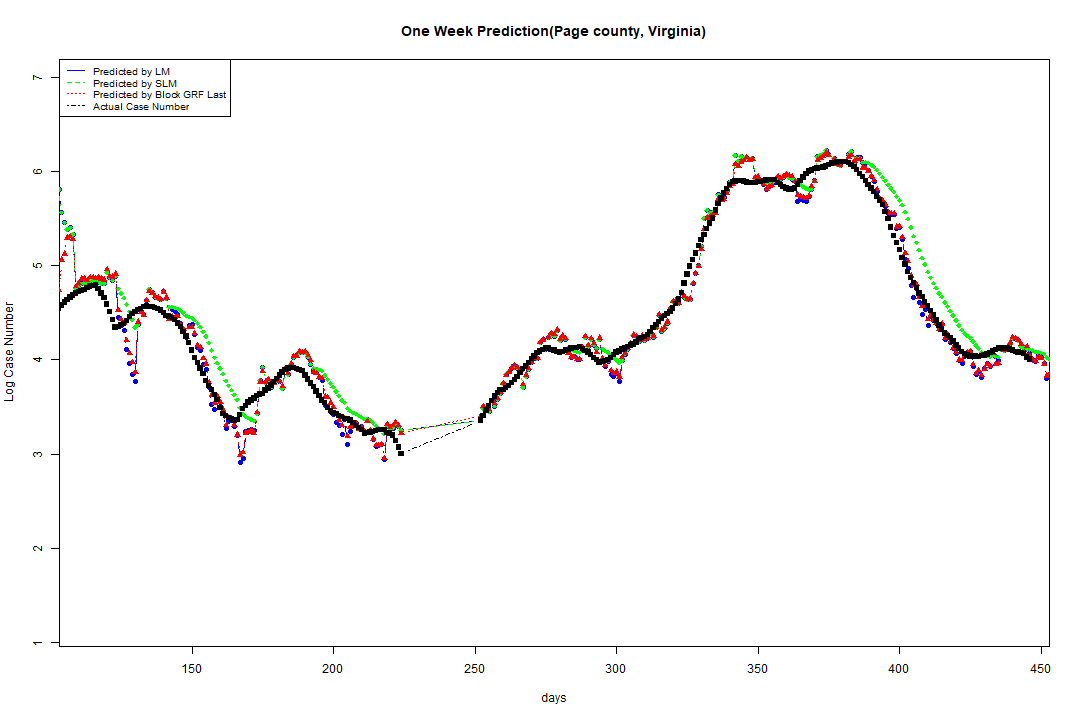 One Week Prediction(Page county, Virginia)
Predicted by LM
Predicted by SLM
Predicted by Block GRF Last
Actual Case Number
7
6
5
4
3
2
1
Log Case Number
150 200 250 300 350 400 450
days